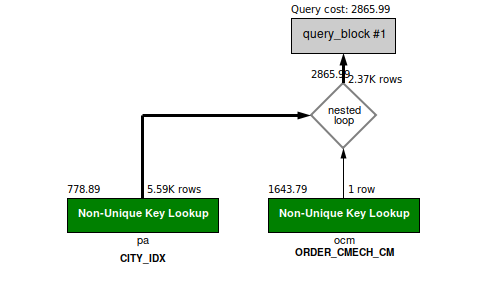 Query cost: 2865.99
query_block #1
2865.99
2.37K rows
nested
loop
778.89
5.59K rows
1643.79
1 row
Non-Unique Key Lookup
Non-Unique Key Lookup
pa
ocm
CITY_IDX
ORDER_CMECH_CM